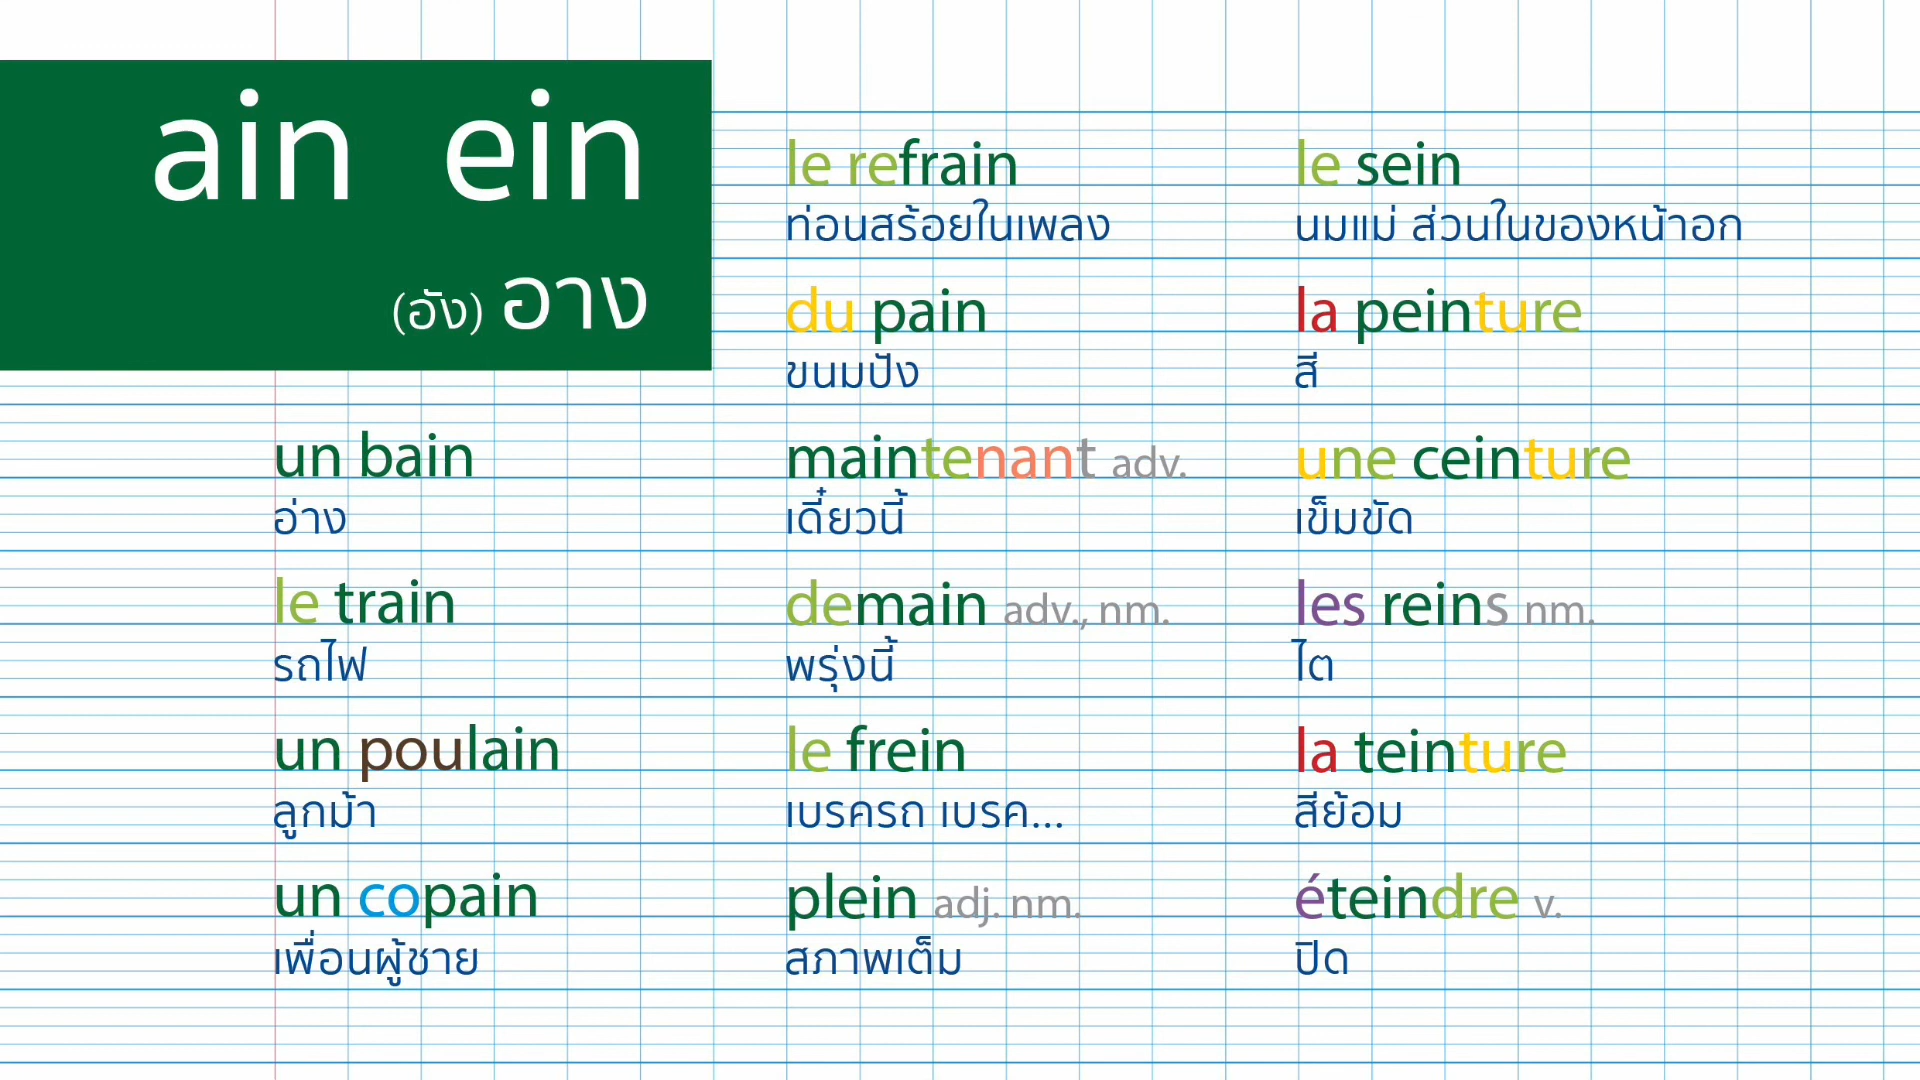 ain ein
(อัง) อาง
un bain
อ่าง
le train
รถไฟ
un poulain
ลูกม้า
un copain
เพื่อนผู้ชาย
le refrain
ท่อนสร้อยในเพลง
du pain
ขนมปัง
maintenant adv.
เดี๋ยวนี้
demain adv., nm.
พรุ่งนี้
le frein
เบรครถ เบรค...
plein adj. nm.
สภาพเต็ม
le sein
นมแม่ ส่วนในของหน้าอก
la peinture
สี
une ceinture
เข็มขัด
les reins nm.
ไต
la teinture
สีย้อม
éteindre v.
ปิด